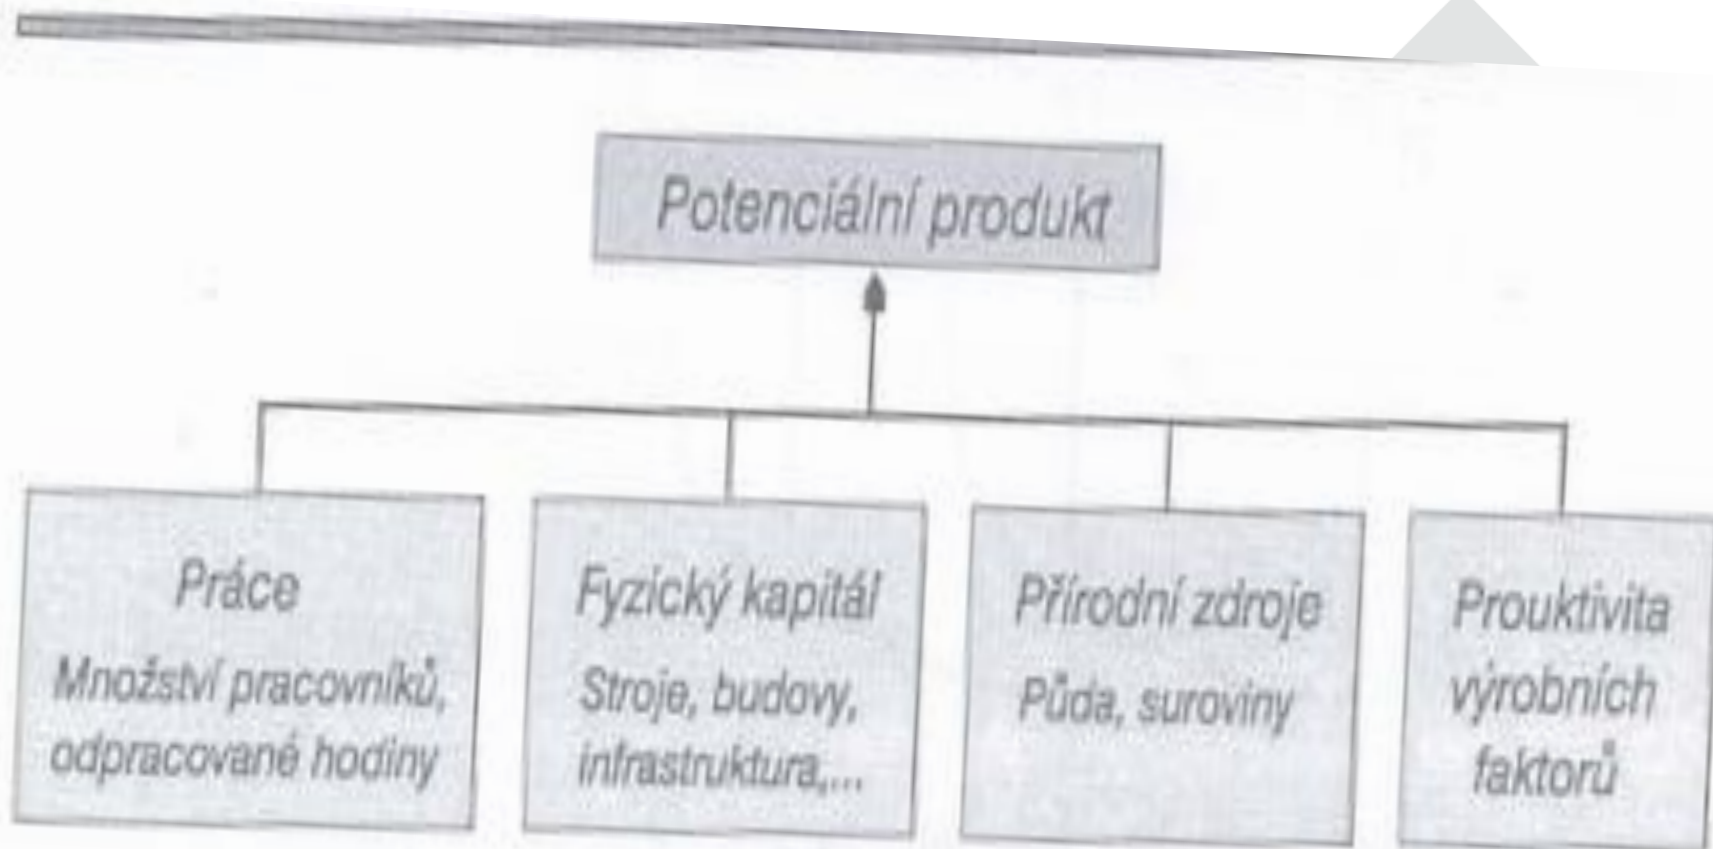 Potenciální produkt
Práce
Množství pracovníků,
odpracované hodiny
Fyzický kapitál
Stroje, budovy,
infrastruktura,...
Přírodní zdroje
Půda, suroviny
Prouktivita
výrobních
faktorů